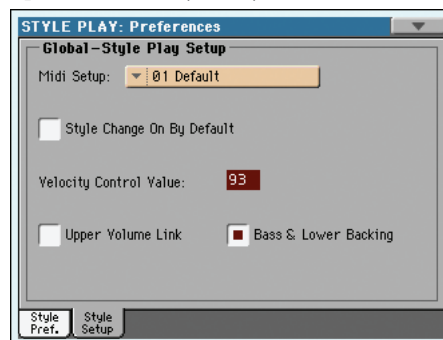 STYLE PLAY: Preferences
Global-Style Play Setup
Midi Setup: 01 Default
Style Change On By Default
Velocity Control Value: 93
Upper Volume Link Bass & Lower Backing
Style Style
Pref. Setup